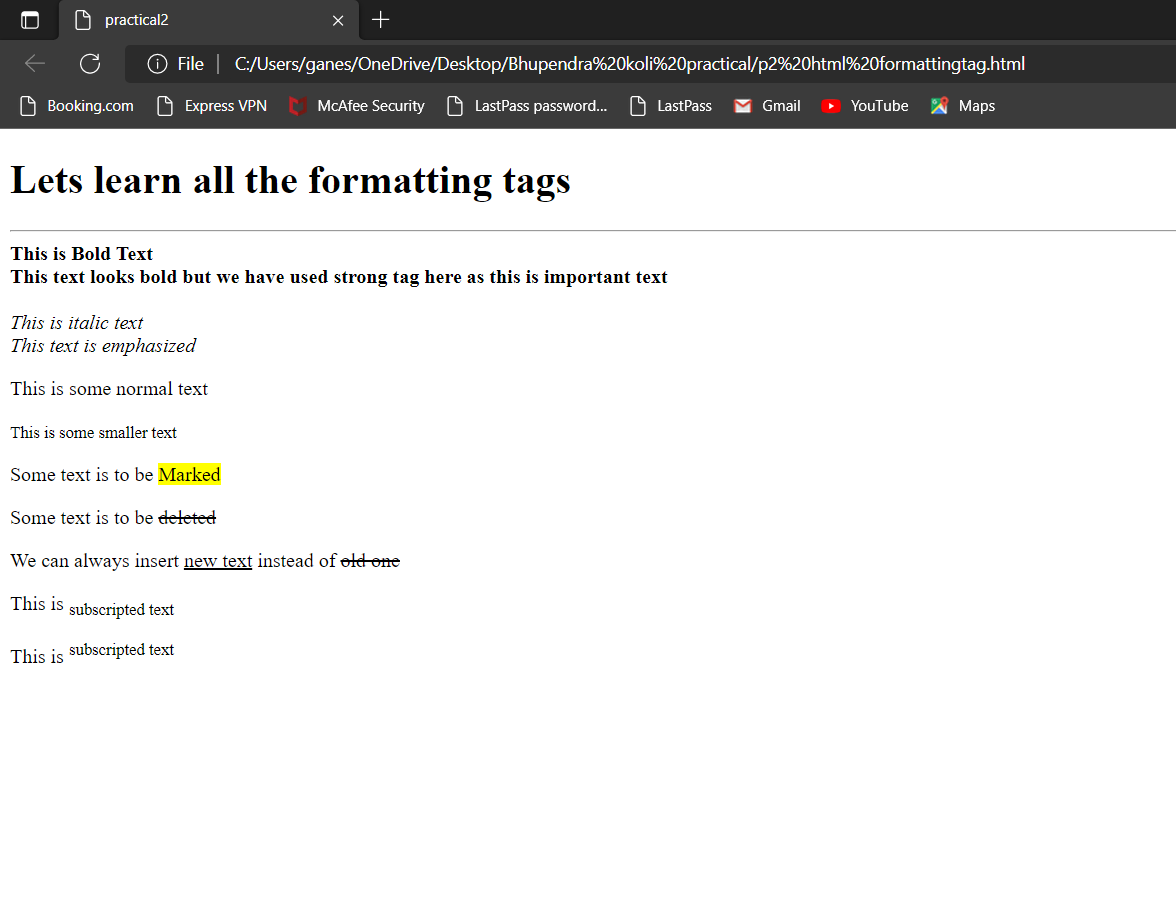 practical2
File C:/Users/ganes/OneDrive/Desktop/Bhupendra%20koli%20practical/p2%20html%20formattingtag.html
Booking.com Express VPN McAfee Security LastPass password... LastPass Gmail YouTube Maps
Lets learn all the formatting tags
This is Bold Text
This text looks bold but we have used strong tag here as this is important text
This is italic text
This text is emphasized
This is some normal text
This is some smaller text
Some text is to be Marked
Some text is to be deleted
We can always insert new text instead of old one
This is subscripted text
This is subscripted text